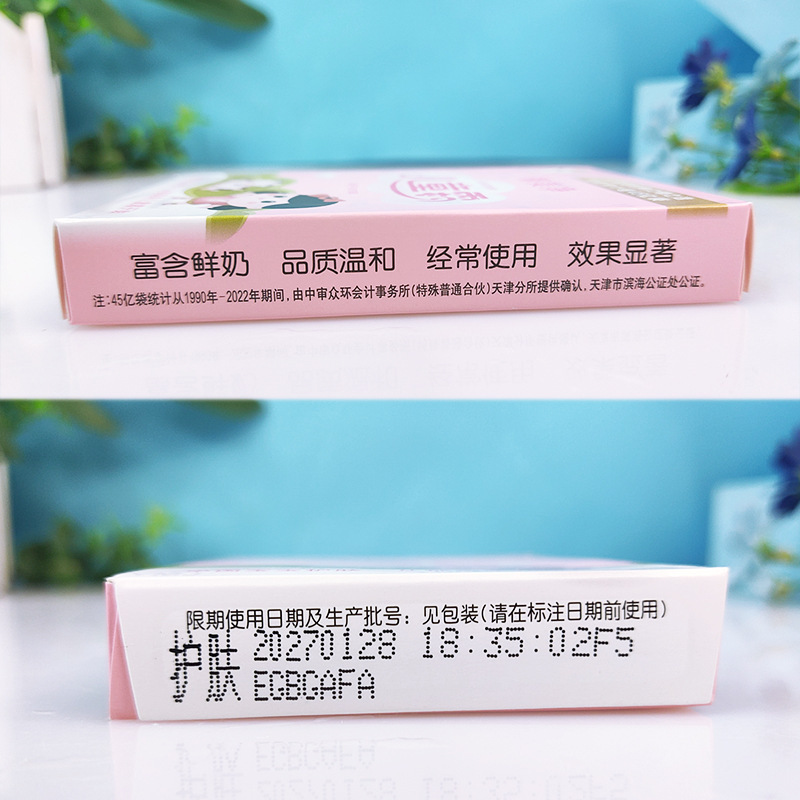 富含鲜奶 品质温和 经常使用 效果显著
注:45亿袋统计从1990年-2022年期间,由中审众环会计事务所(特殊普通合伙)天津分所提供确认,天津市滨海公证处公证。
限期使用日期及生产批号:见包装(请在标注日期前使用)
护肤 20270128 18:35:02F5
EGBGAFA